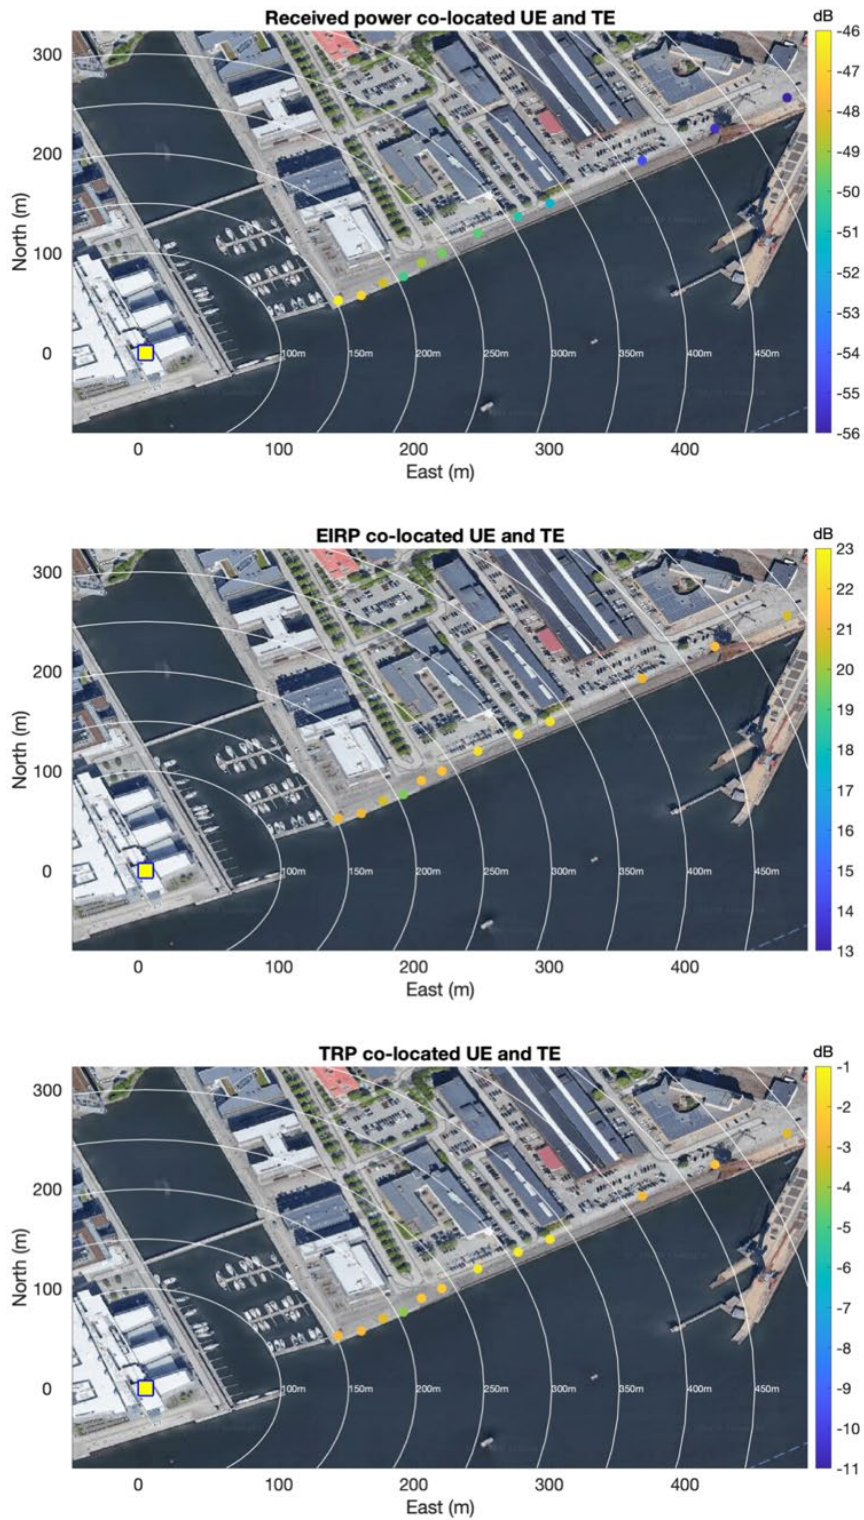 Received power co-located UE and TE
dB
300
200
100
0
North (m)
100m 150m 200m 250m 300m 350m 400m 450m
0 100 200 300 400
East (m)
-46
-47
-48
-49
-50
-51
-52
-53
-54
-55
-56
EIRP co-located UE and TE
dB
300
200
100
0
North (m)
100m 150m 200m 250m 300m 350m 400m 450m
0 100 200 300 400
East (m)
23
22
21
20
19
18
17
16
15
14
13
TRP co-located UE and TE
dB
300
200
100
0
North (m)
100m 150m 200m 250m 300m 350m 400m 450m
0 100 200 300 400
East (m)
-1
-2
-3
-4
-5
-6
-7
-8
-9
-10
-11